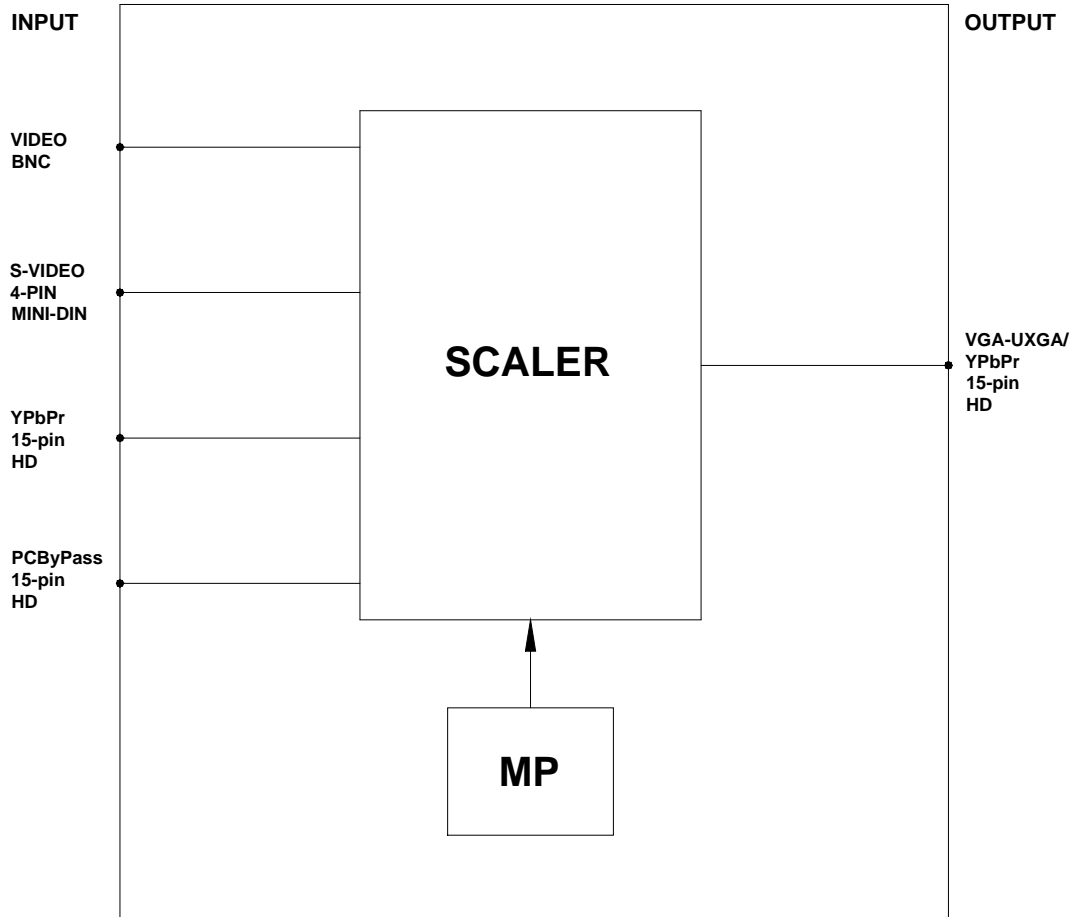 INPUT
OUTPUT
VIDEO
BNC
S-VIDEO
4-PIN
MINI-DIN
SCALER
VGA-UXGA/
YPbPr
15-pin
HD
YPbPr
15-pin
HD
PCByPass
15-pin
HD
MP